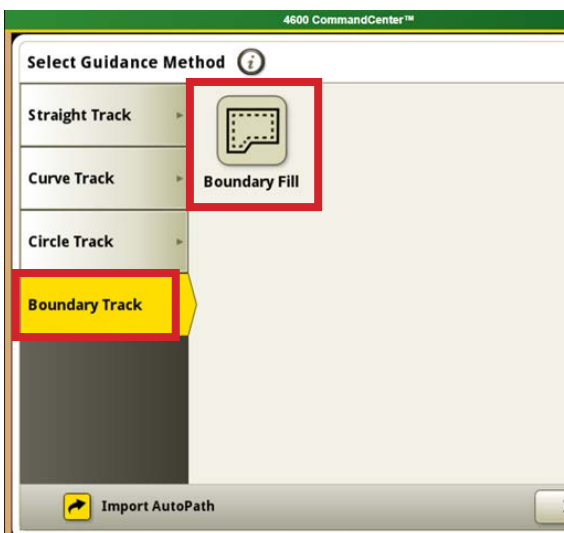 4600 CommandCenter™
Select Guidance Method i
Straight Track
Boundary Fill
Curve Track
Circle Track
Boundary Track
Import AutoPath